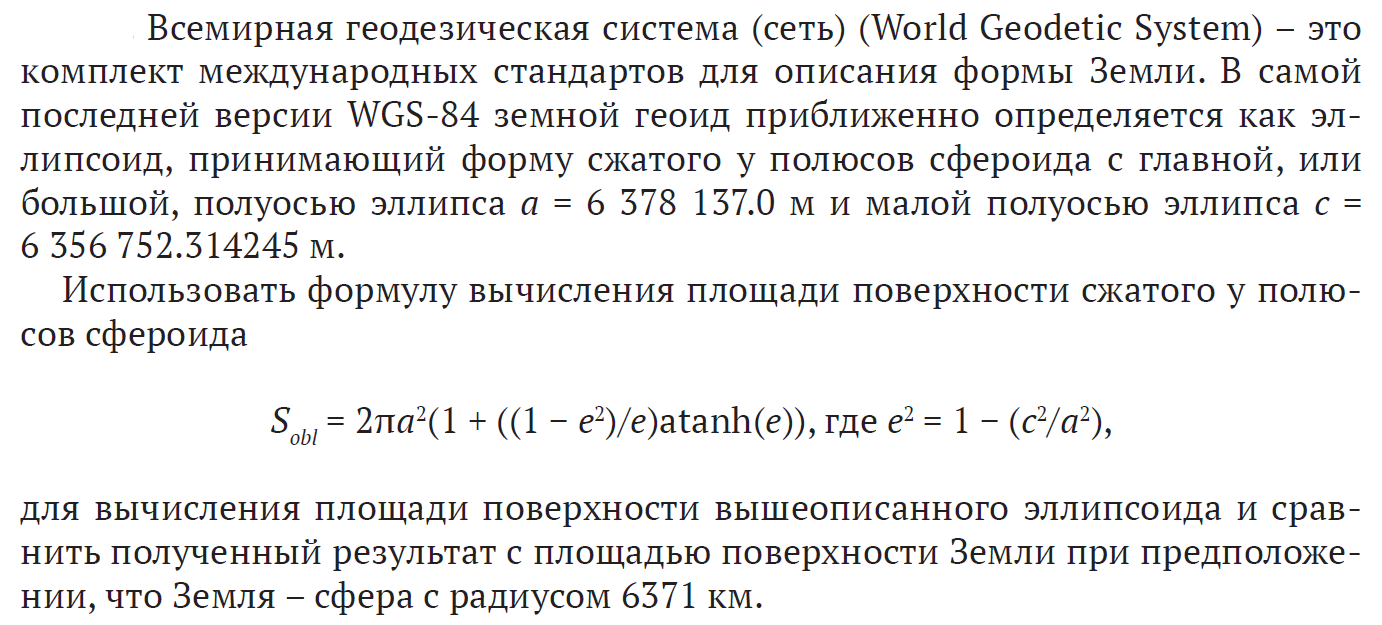 Всемирная геодезическая система (сеть) (World Geodetic System) – это
комплект международных стандартов для описания формы Земли. В самой
последней версии WGS-84 земной геоид приближенно определяется как эл-
липсоид, принимающий форму сжатого у полюсов сфероида с главной, или
большой, полуосью эллипса a = 6 378 137.0 м и малой полуосью эллипса c =
6 356 752.314245 м.
Использовать формулу вычисления площади поверхности сжатого у полю-
сов сфероида
S_obl = 2πa²(1 + ((1 − e²)/e)atanh(e)), где e² = 1 − (c²/a²),
для вычисления площади поверхности вышеописанного эллипсоида и срав-
нить полученный результат с площадью поверхности Земли при предположе-
нии, что Земля – сфера с радиусом 6371 км.